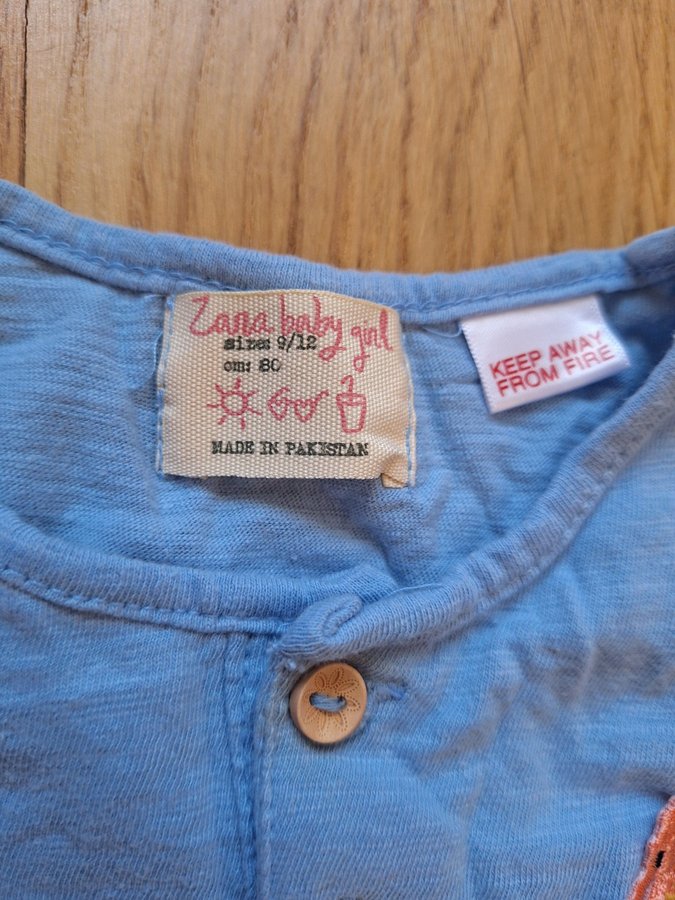 Zara baby girl
size: 9/12
cm: 80
MADE IN PAKISTAN
KEEP AWAY
FROM FIRE